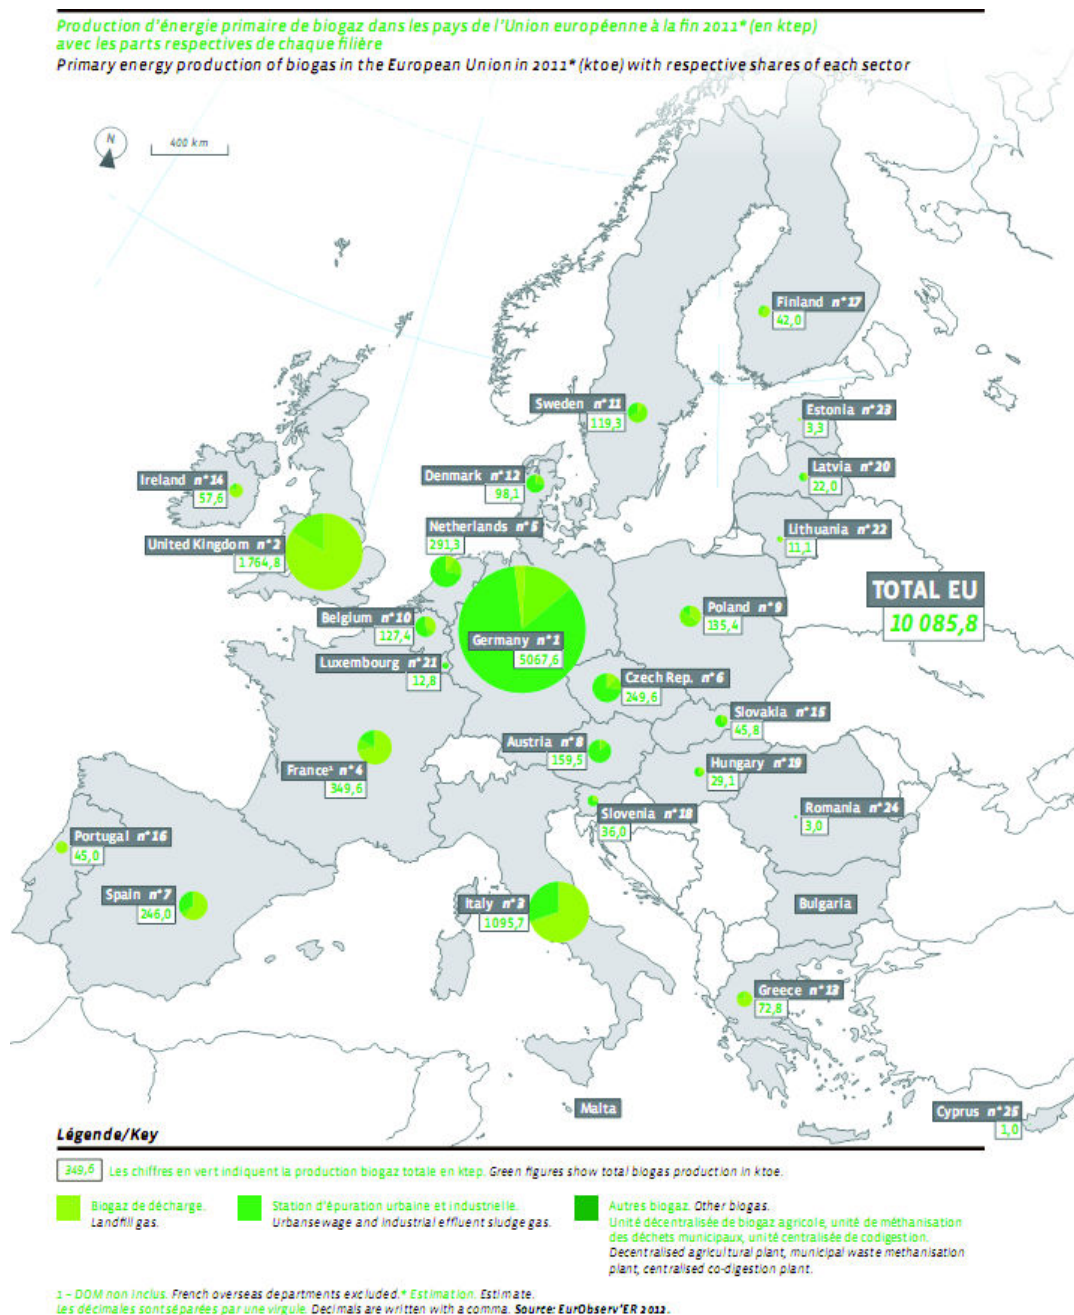 Production d'énergie primaire de biogaz dans les pays de l'Union européenne à la fin 2011* (en ktep)
avec les parts respectives de chaque filière
Primary energy production of biogas in the European Union in 2011* (ktoe) with respective shares of each sector
N
400 km
Finland n°17
42,0
Sweden n°11
119,3
Estonia n°23
3,3
Latvia n°20
22,0
Ireland n°14
57,6
Denmark n°12
98,1
Netherlands n°5
291,3
Lithuania n°22
11,1
United Kingdom n°2
1 764,8
TOTAL EU
10 085,8
Poland n°9
135,4
Belgium n°10
127,4
Germany n°1
5067,6
Luxembourg n°21
12,8
Czech Rep. n°6
249,6
Slovakia n°15
45,8
Austria n°8
159,5
Hungary n°19
29,1
France¹ n°4
349,6
Slovenia n°18
36,0
Romania n°24
3,0
Portugal n°16
45,0
Spain n°7
246,0
Italy n°3
1095,7
Bulgaria
Greece n°13
72,8
Malta
Cyprus n°25
1,0
Légende/Key
349,6 Les chiffres en vert indiquent la production biogaz totale en ktep. Green figures show total biogas production in ktoe.
Biogaz de décharge.
Landfill gas.
Station d'épuration urbaine et industrielle.
Urban sewage and industrial effluent sludge gas.
Autres biogaz. Other biogas.
Unité décentralisée de biogaz agricole, unité de méthanisation
des déchets municipaux, unité centralisée de codigestion.
Decentralised agricultural plant, municipal waste methanisation
plant, centralised co-digestion plant.
1 – DOM non inclus. French overseas departments excluded.* Estimation. Estimate.
Les décimales sont séparées par une virgule. Decimals are written with a comma. Source: EurObserv'ER 2012.